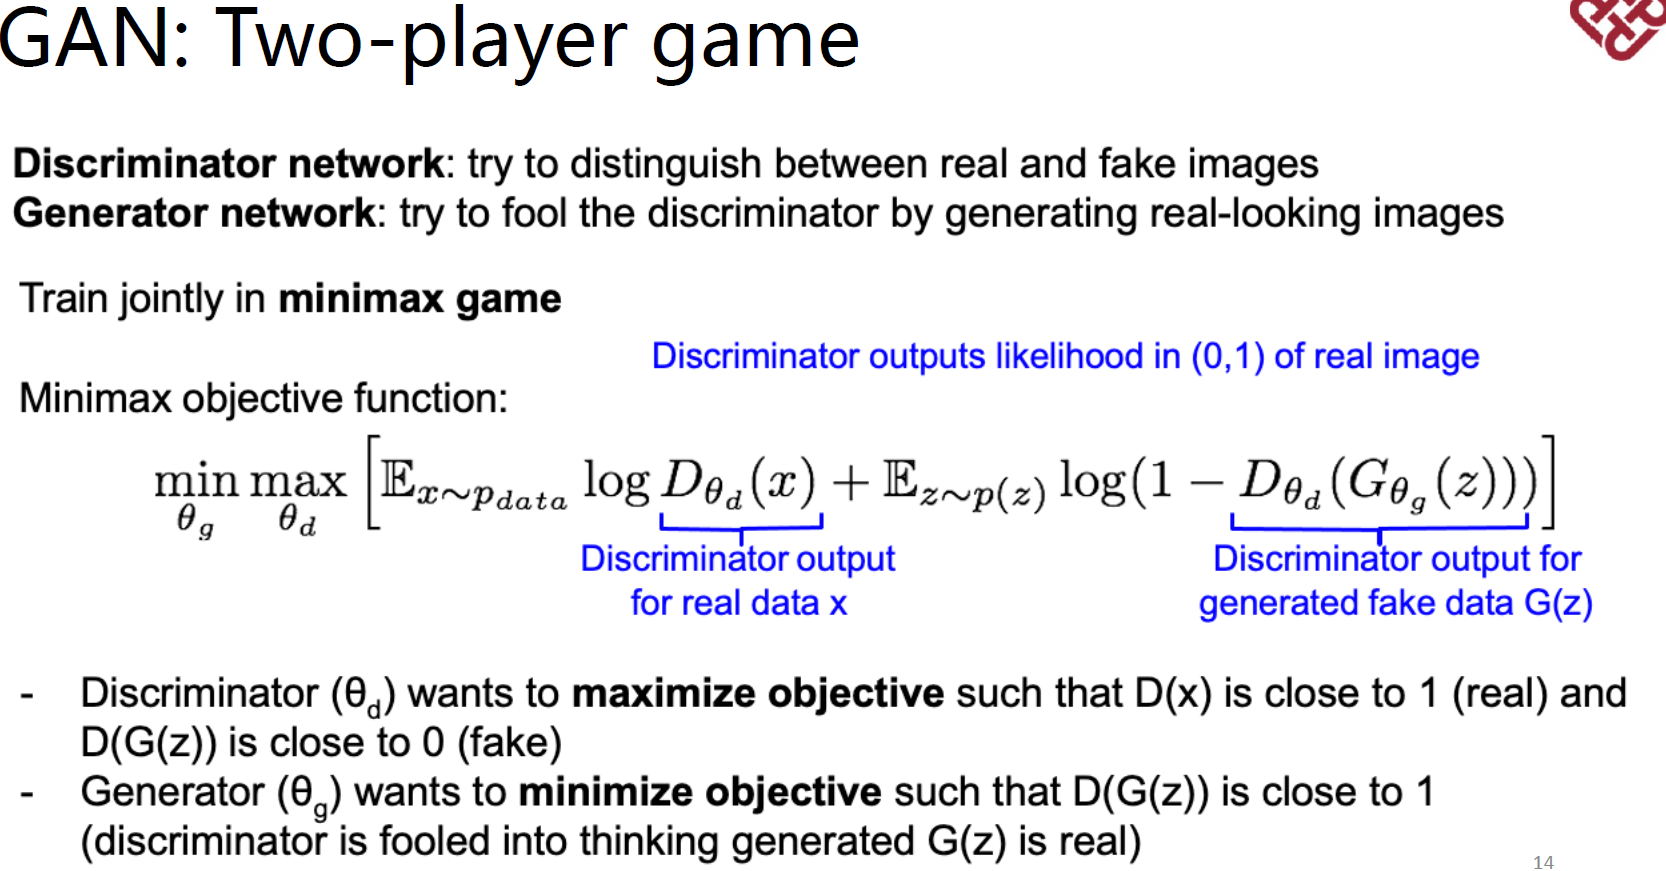 GAN: Two-player game
Discriminator network: try to distinguish between real and fake images
Generator network: try to fool the discriminator by generating real-looking images
Train jointly in minimax game
Discriminator outputs likelihood in (0,1) of real image
Minimax objective function:
$\min_{\theta_g} \max_{\theta_d} \left[ \mathbb{E}_{x \sim p_{data}} \log D_{\theta_d}(x) + \mathbb{E}_{z \sim p(z)} \log(1 - D_{\theta_d}(G_{\theta_g}(z))) \right]$
Discriminator output
for real data x
Discriminator output for
generated fake data G(z)
- Discriminator (θ_d) wants to maximize objective such that D(x) is close to 1 (real) and
D(G(z)) is close to 0 (fake)
- Generator (θ_g) wants to minimize objective such that D(G(z)) is close to 1
(discriminator is fooled into thinking generated G(z) is real)
14